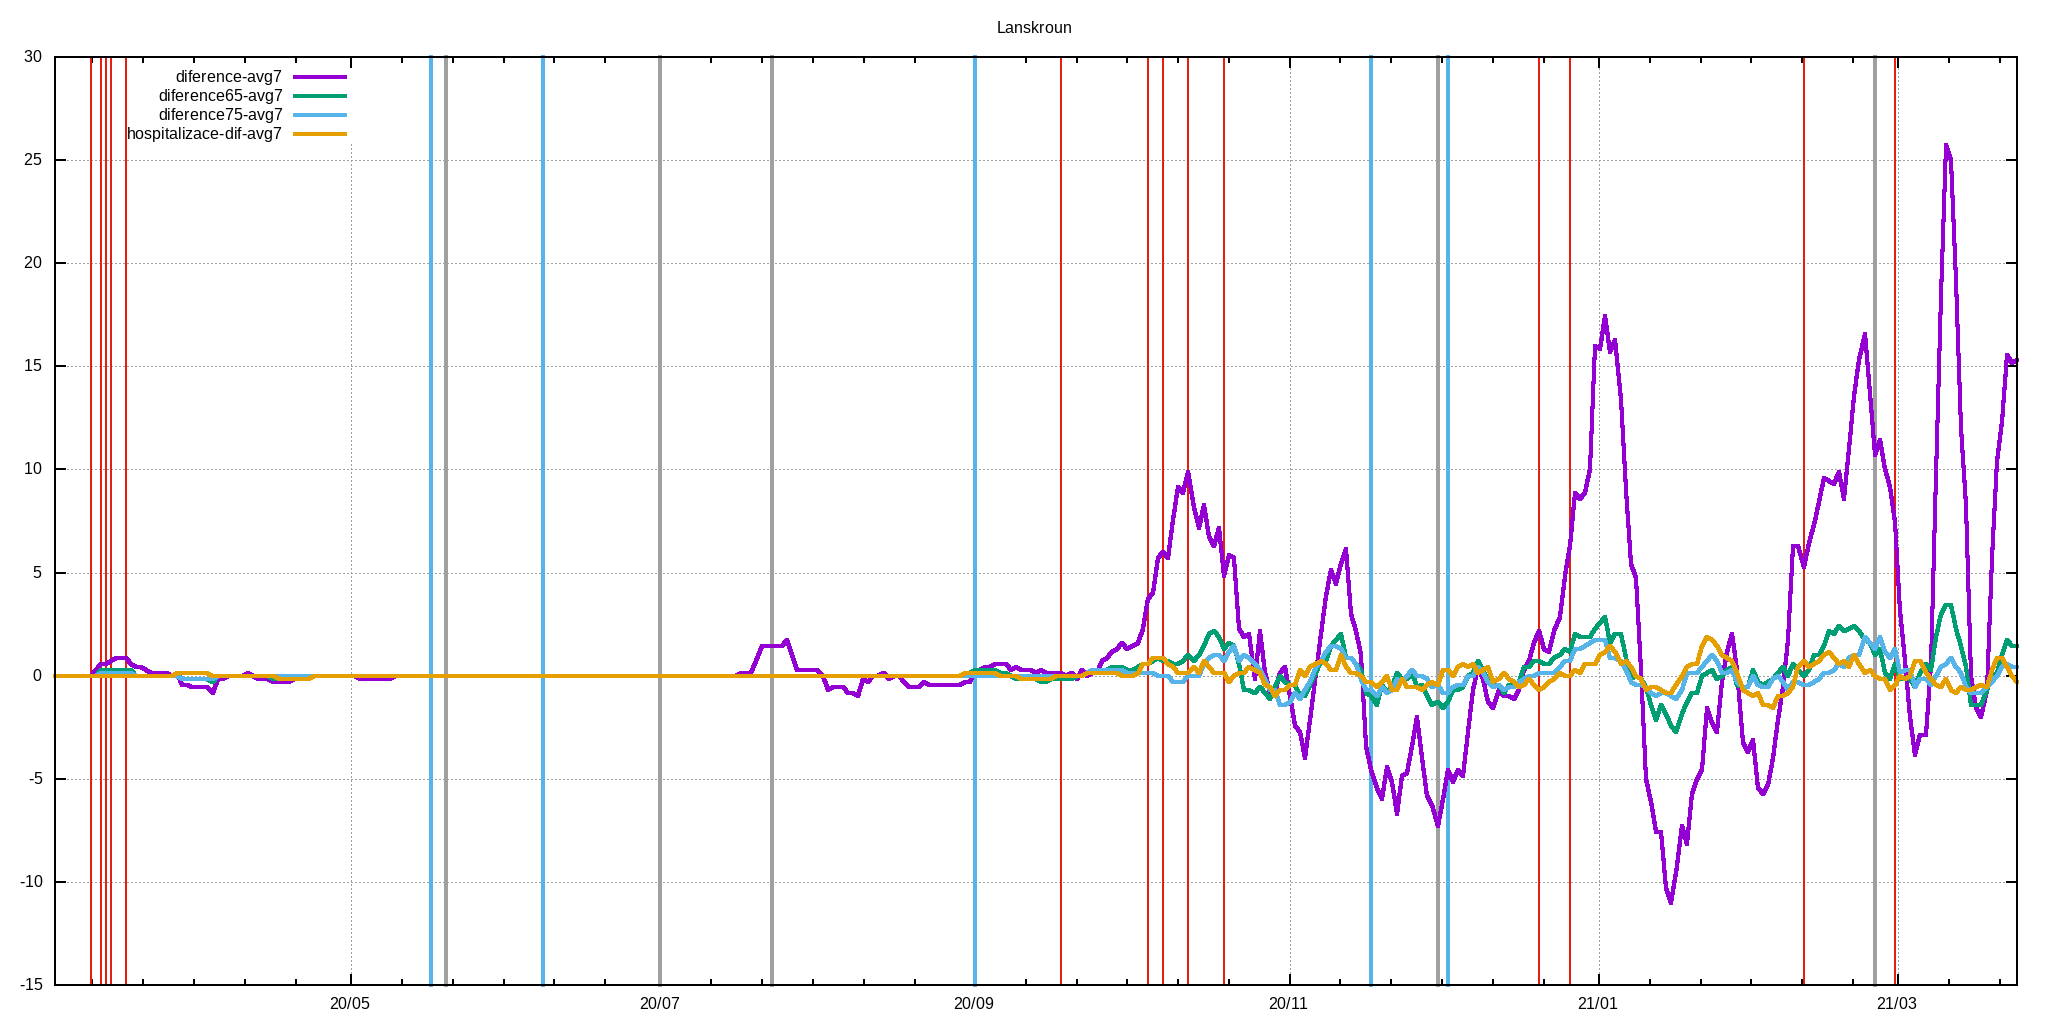 Lanskroun
30
25
20
15
10
5
0
-5
-10
-15
diference-avg7
diference65-avg7
diference75-avg7
hospitalizace-dif-avg7
20/05 20/07 20/09 20/11 21/01 21/03